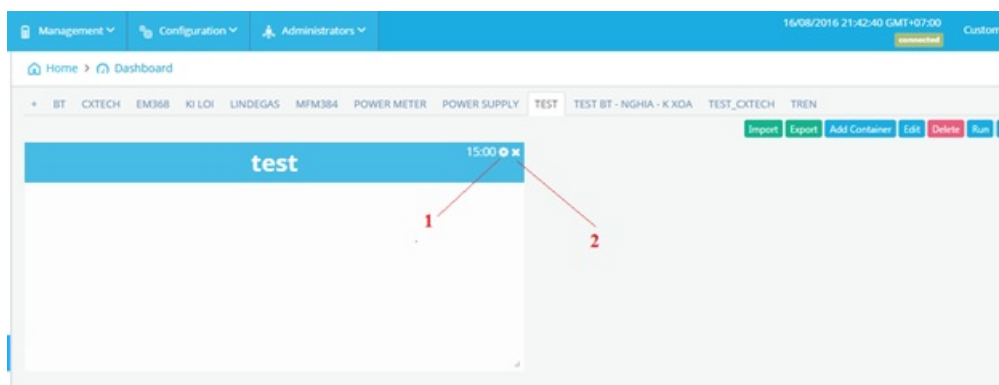 16/08/2016 21:42:40 GMT+07:00
Management Configuration Administrators Custom
connected
Home > Dashboard
+ BT CXTECH EM368 KI LOI LINDEGAS MFM384 POWER METER POWER SUPPLY TEST TEST BT - NGHIA - K XOA TEST_CXTECH TREN
Import Export Add Container Edit Delete Run
test 15:00
1
2